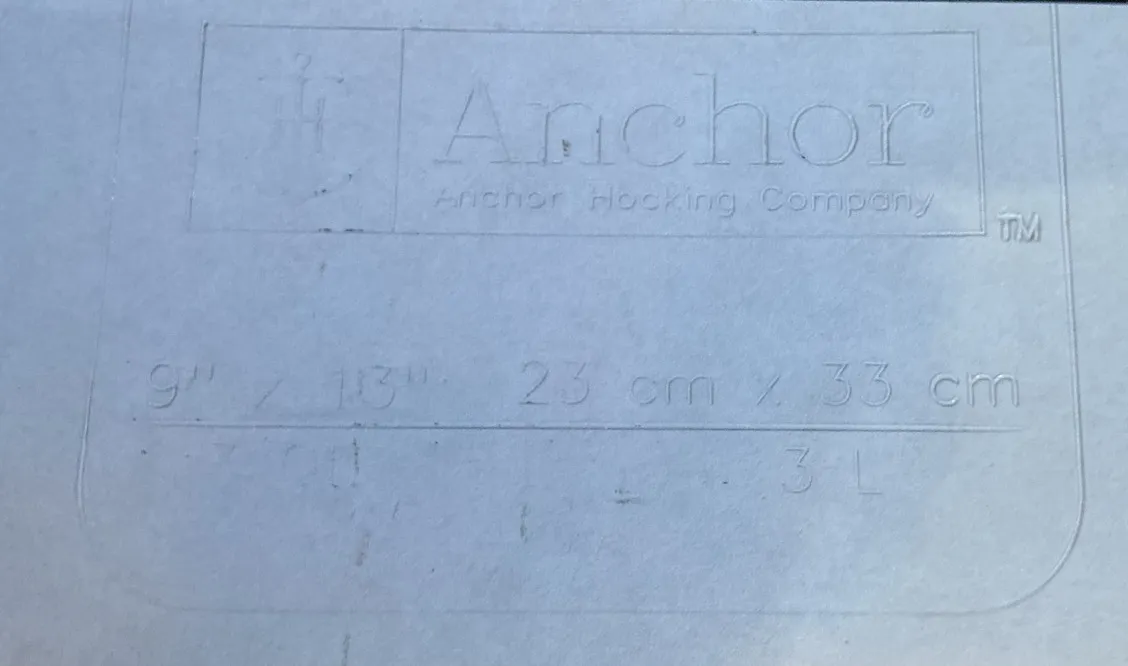 Anchor
Anchor Hocking Company
TM
9" x 13" 23 cm x 33 cm
3 L